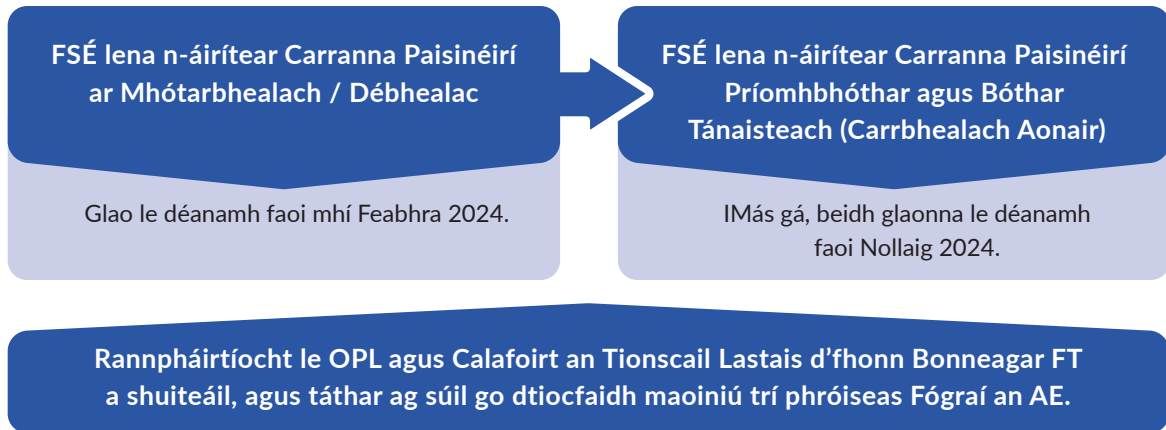 FSÉ lena n-áirítear Carranna Paisinéirí
ar Mhótarbhealach / Débhealac
Glao le déanamh faoi mhí Feabhra 2024.
FSÉ lena n-áirítear Carranna Paisinéirí
Príomhbhóthar agus Bóthar
Tánaisteach (Carrbhealach Aonair)
IMás gá, beidh glaonna le déanamh
faoi Nollaig 2024.
Rannpháirtíocht le OPL agus Calafoirt an Tionscail Lastais d’fhonn Bonneagar FT
a shuiteáil, agus táthar ag súil go dtiocfaidh maoiniú trí phróiseas Fógraí an AE.